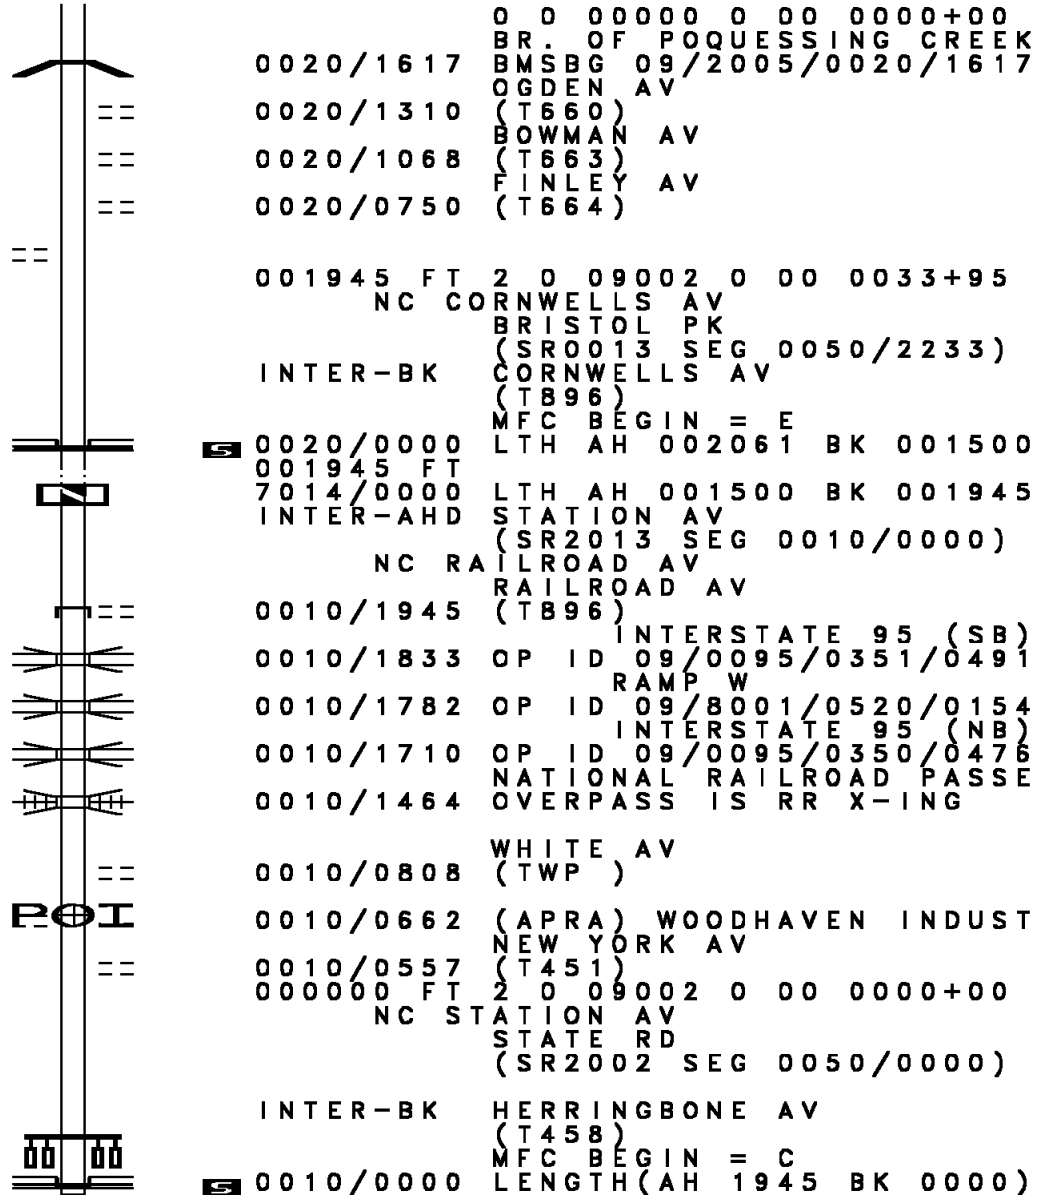 0 0 00000 0 00 0000+00
BR. OF POQUESSING CREEK
0020/1617 BMSBG 09/2005/0020/1617
OGDEN AV
0020/1310 (T660)
BOWMAN AV
0020/1068 (T663)
FINLEY AV
0020/0750 (T664)
001945 FT 2 0 09002 0 00 0033+95
NC CORNWELLS AV
BRISTOL PK
(SR0013 SEG 0050/2233)
INTER-BK CORNWELLS AV
(T896)
MFC BEGIN = E
S 0020/0000 LTH AH 002061 BK 001500
001945 FT
7014/0000 LTH AH 001500 BK 001945
INTER-AHD STATION AV
(SR2013 SEG 0010/0000)
NC RAILROAD AV
RAILROAD AV
0010/1945 (T896)
INTERSTATE 95 (SB)
0010/1833 OP ID 09/0095/0351/0491
RAMP W
0010/1782 OP ID 09/8001/0520/0154
INTERSTATE 95 (NB)
0010/1710 OP ID 09/0095/0350/0476
NATIONAL RAILROAD PASSE
0010/1464 OVERPASS IS RR X-ING
WHITE AV
0010/0808 (TWP )
POI 0010/0662 (APRA) WOODHAVEN INDUST
NEW YORK AV
0010/0557 (T451)
000000 FT 2 0 09002 0 00 0000+00
NC STATION AV
STATE RD
(SR2002 SEG 0050/0000)
INTER-BK HERRINGBONE AV
(T458)
MFC BEGIN = C
S 0010/0000 LENGTH(AH 1945 BK 0000)